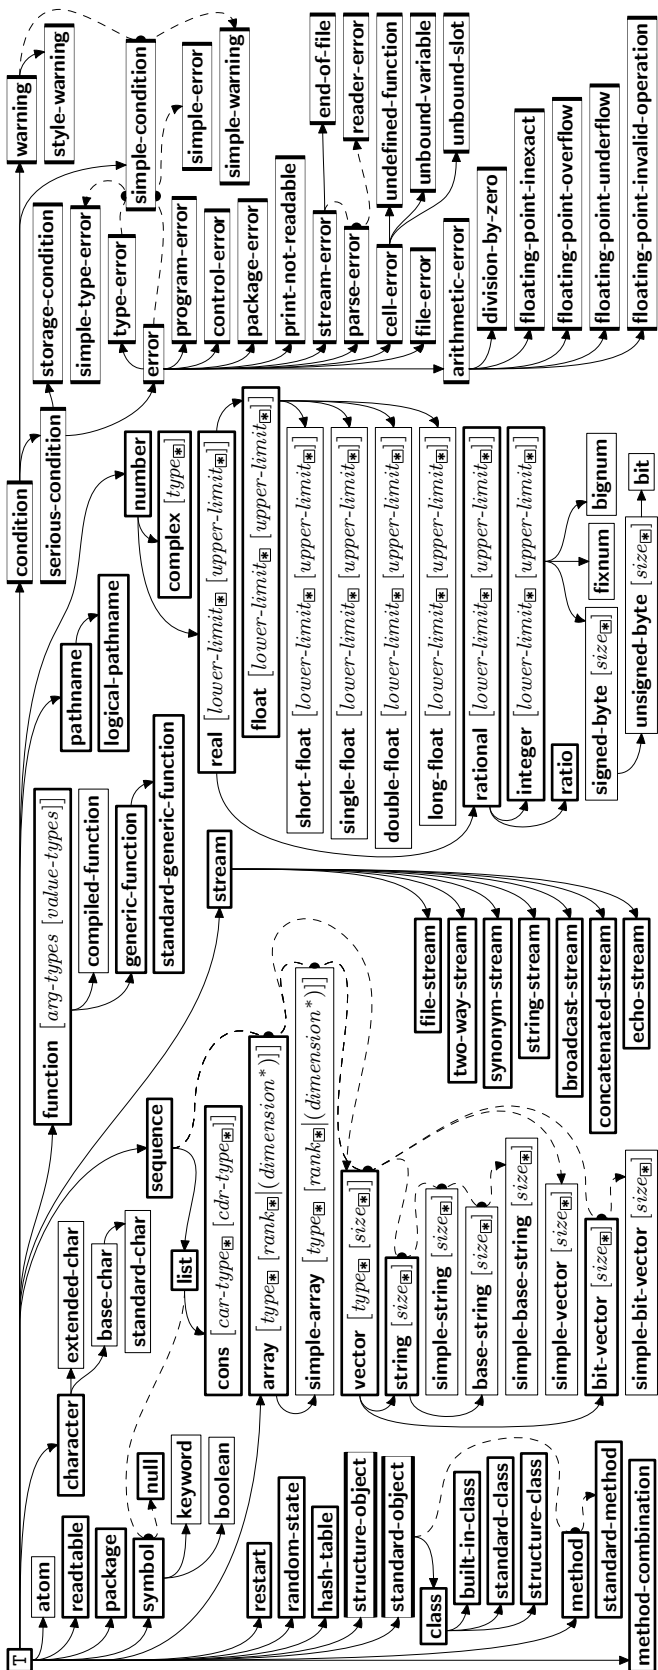 T
atom
readtable
package
symbol
null
keyword
boolean
restart
random-state
hash-table
structure-object
standard-object
class
built-in-class
standard-class
structure-class
method
standard-method
method-combination
character
extended-char
base-char
standard-char
sequence
list
cons [car-type✱ [cdr-type✱]]
array [type✱ [rank✱|(dimension*)]]
simple-array [type✱ [rank✱|(dimension*)]]
vector [type✱ [size✱]]
string [size✱]
simple-string [size✱]
base-string [size✱]
simple-base-string [size✱]
simple-vector [size✱]
bit-vector [size✱]
simple-bit-vector [size✱]
function [arg-types [value-types]]
compiled-function
generic-function
standard-generic-function
stream
file-stream
two-way-stream
synonym-stream
string-stream
broadcast-stream
concatenated-stream
echo-stream
pathname
logical-pathname
number
complex [type✱]
real [lower-limit✱ [upper-limit✱]]
float [lower-limit✱ [upper-limit✱]]
short-float [lower-limit✱ [upper-limit✱]]
single-float [lower-limit✱ [upper-limit✱]]
double-float [lower-limit✱ [upper-limit✱]]
long-float [lower-limit✱ [upper-limit✱]]
rational [lower-limit✱ [upper-limit✱]]
integer [lower-limit✱ [upper-limit✱]]
ratio
signed-byte [size✱]
fixnum
bignum
unsigned-byte [size✱]
bit
condition
serious-condition
storage-condition
simple-type-error
type-error
error
program-error
control-error
package-error
print-not-readable
stream-error
parse-error
cell-error
file-error
arithmetic-error
division-by-zero
floating-point-inexact
floating-point-overflow
floating-point-underflow
floating-point-invalid-operation
warning
style-warning
simple-condition
simple-error
simple-warning
end-of-file
reader-error
undefined-function
unbound-variable
unbound-slot